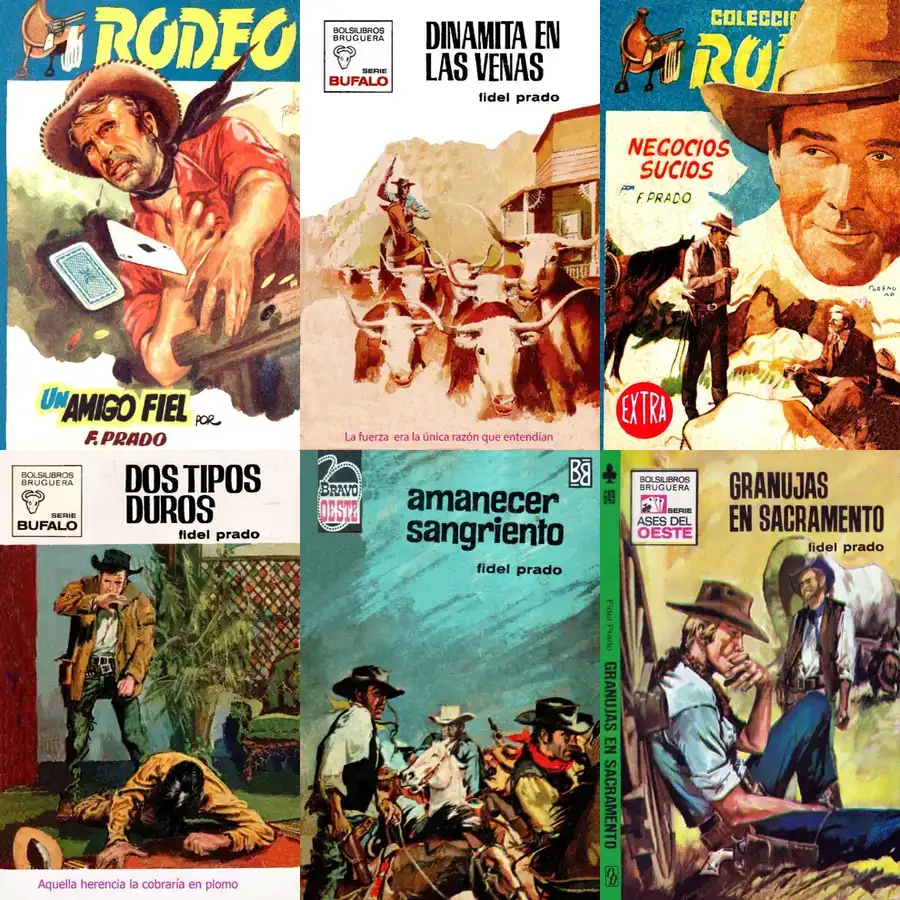 RODEO
UN AMIGO FIEL POR
F. PRADO
BOLSILIBROS
BRUGUERA
SERIE
BUFALO
DINAMITA EN
LAS VENAS
fidel prado
La fuerza era la única razón que entendían
COLECCI
NEGOCIOS
SUCIOS
POR
F. PRADO
EXTRA
BOLSILIBROS
BRUGUERA
SERIE
BUFALO
DOS TIPOS
DUROS
fidel prado
Aquella herencia la cobraría en plomo
BRAVO
OESTE
BB
amanecer
sangriento
fidel prado
649
Fidel Prado
GRANUJAS EN SACRAMENTO
BOLSILIBROS
BRUGUERA
SERIE
ASES DEL
OESTE
GRANUJAS
EN SACRAMENTO
fidel prado